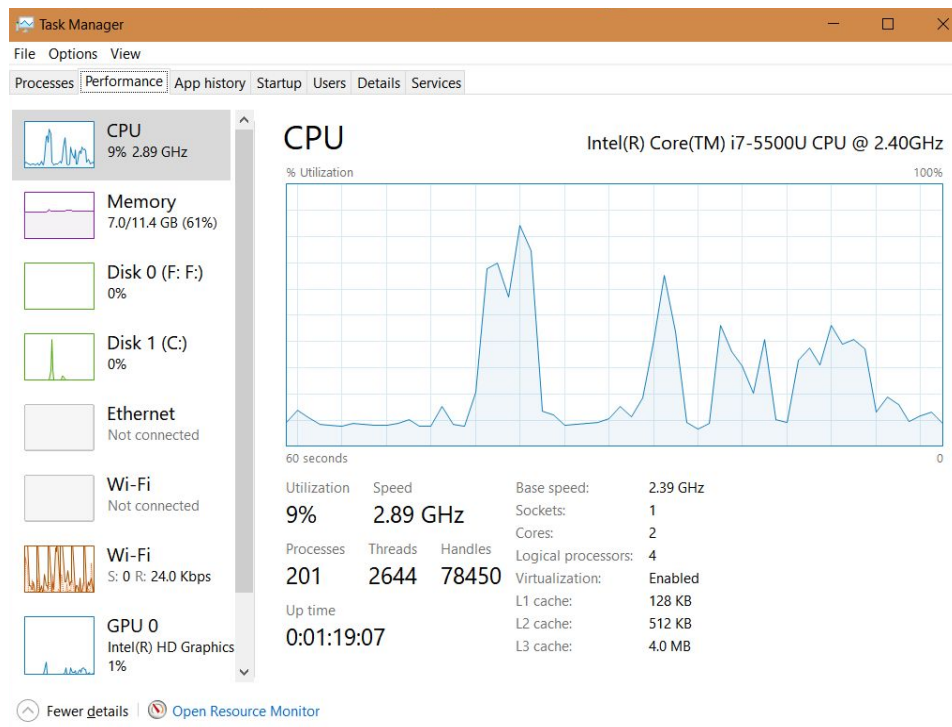 Task Manager
File Options View
Processes Performance App history Startup Users Details Services
CPU
9% 2.89 GHz
Memory
7.0/11.4 GB (61%)
Disk 0 (F: F:)
0%
Disk 1 (C:)
0%
Ethernet
Not connected
Wi-Fi
Not connected
Wi-Fi
S: 0 R: 24.0 Kbps
GPU 0
Intel(R) HD Graphics
1%
CPU Intel(R) Core(TM) i7-5500U CPU @ 2.40GHz
% Utilization 100%
60 seconds 0
Utilization Speed
9% 2.89 GHz
Processes Threads Handles
201 2644 78450
Up time
0:01:19:07
Base speed: 2.39 GHz
Sockets: 1
Cores: 2
Logical processors: 4
Virtualization: Enabled
L1 cache: 128 KB
L2 cache: 512 KB
L3 cache: 4.0 MB
Fewer details Open Resource Monitor